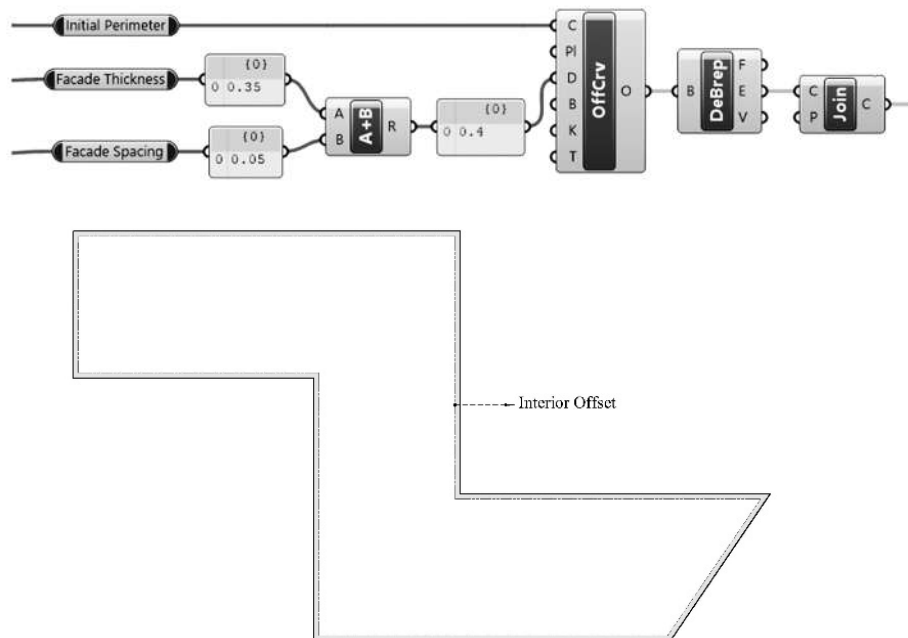 Initial Perimeter
Facade Thickness
{0}
0 0.35
Facade Spacing
{0}
0 0.05
A
B
A+B
R
{0}
0 0.4
C
Pl
D
B
K
T
OffCrv
O
B
DeBrep
F
E
V
C
P
Join
C
Interior Offset